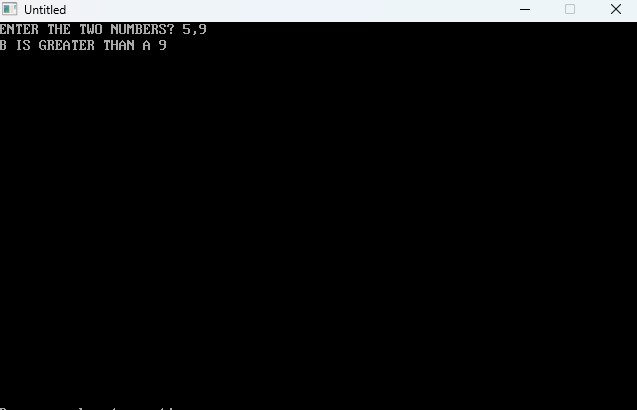 Untitled
ENTER THE TWO NUMBERS? 5,9
B IS GREATER THAN A 9